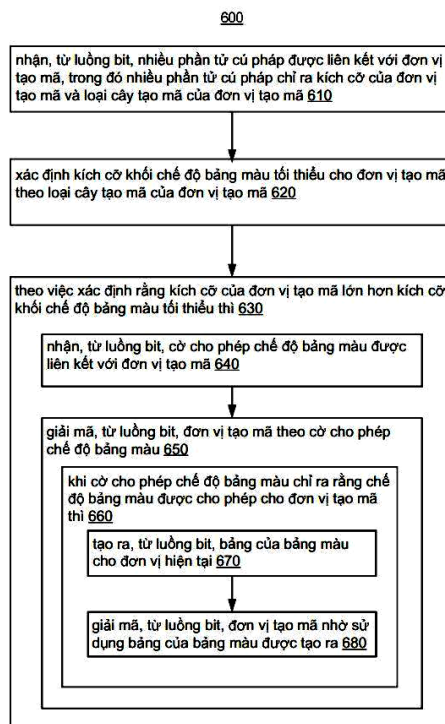 600
nhận, từ luồng bit, nhiều phần tử cú pháp được liên kết với đơn vị
tạo mã, trong đó nhiều phần tử cú pháp chỉ ra kích cỡ của đơn vị
tạo mã và loại cây tạo mã của đơn vị tạo mã 610
xác định kích cỡ khối chế độ bảng màu tối thiểu cho đơn vị tạo mã
theo loại cây tạo mã của đơn vị tạo mã 620
theo việc xác định rằng kích cỡ của đơn vị tạo mã lớn hơn kích cỡ
khối chế độ bảng màu tối thiểu thì 630
nhận, từ luồng bit, cờ cho phép chế độ bảng màu được
liên kết với đơn vị tạo mã 640
giải mã, từ luồng bit, đơn vị tạo mã theo cờ cho phép
chế độ bảng màu 650
khi cờ cho phép chế độ bảng màu chỉ ra rằng chế
độ bảng màu được cho phép cho đơn vị tạo mã
thì 660
tạo ra, từ luồng bit, bảng của bảng màu
cho đơn vị hiện tại 670
giải mã, từ luồng bit, đơn vị tạo mã nhờ sử
dụng bảng của bảng màu được tạo ra 680